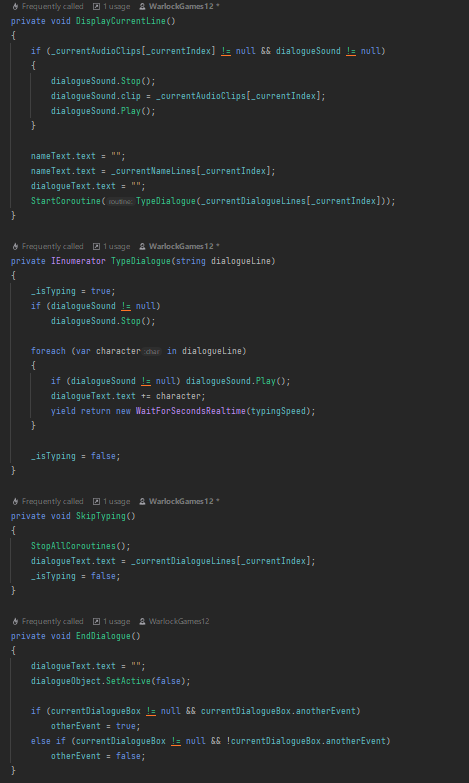 Frequently called 1 usage WarlockGames12 *
private void DisplayCurrentLine()
{
if (_currentAudioClips[_currentIndex] != null && dialogueSound != null)
{
dialogueSound.Stop();
dialogueSound.clip = _currentAudioClips[_currentIndex];
dialogueSound.Play();
}
nameText.text = "";
nameText.text = _currentNameLines[_currentIndex];
dialogueText.text = "";
StartCoroutine(routine: TypeDialogue(_currentDialogueLines[_currentIndex]));
}
Frequently called 1 usage WarlockGames12 *
private IEnumerator TypeDialogue(string dialogueLine)
{
_isTyping = true;
if (dialogueSound != null)
dialogueSound.Stop();
foreach (var character :char in dialogueLine)
{
if (dialogueSound != null) dialogueSound.Play();
dialogueText.text += character;
yield return new WaitForSecondsRealtime(typingSpeed);
}
_isTyping = false;
}
Frequently called 1 usage WarlockGames12 *
private void SkipTyping()
{
StopAllCoroutines();
dialogueText.text = _currentDialogueLines[_currentIndex];
_isTyping = false;
}
Frequently called 1 usage WarlockGames12
private void EndDialogue()
{
dialogueText.text = "";
dialogueObject.SetActive(false);
if (currentDialogueBox != null && currentDialogueBox.anotherEvent)
otherEvent = true;
else if (currentDialogueBox != null && !currentDialogueBox.anotherEvent)
otherEvent = false;
}